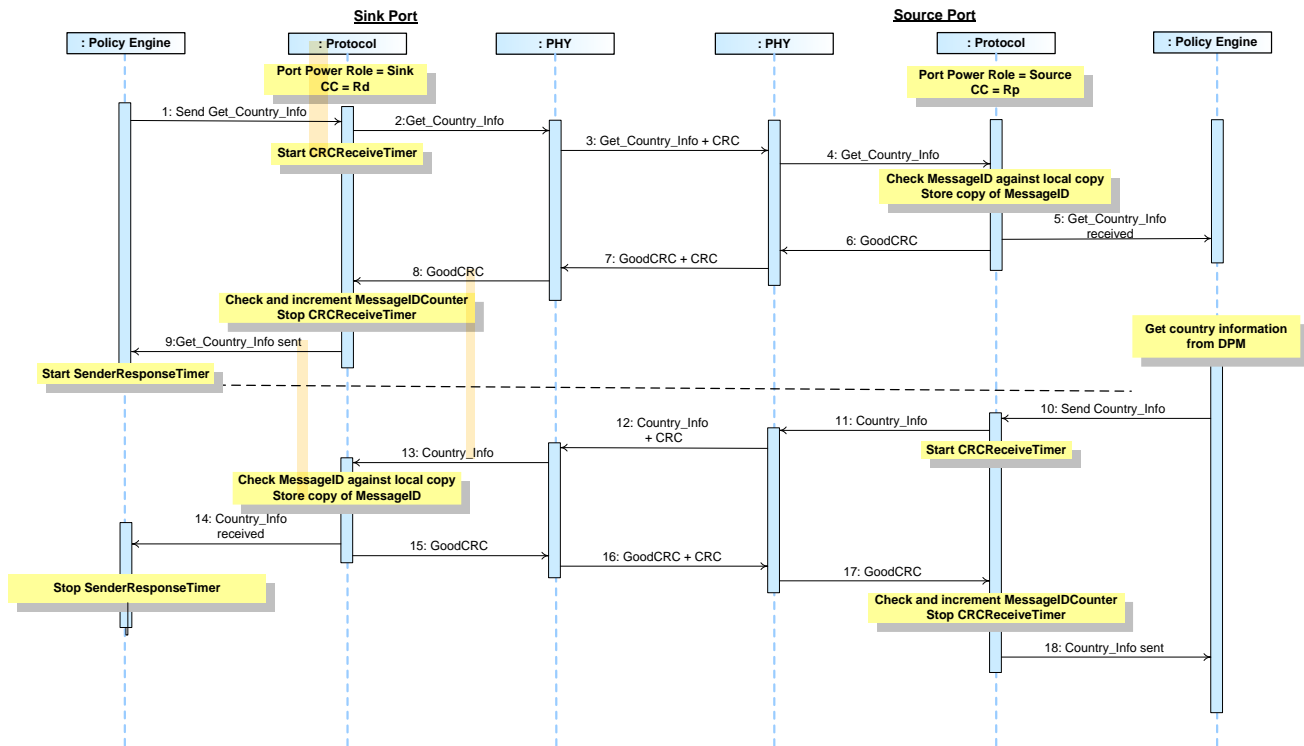 Sink Port
Source Port
: Policy Engine
: Protocol
: PHY
: PHY
: Protocol
: Policy Engine
Port Power Role = Sink
CC = Rd
Port Power Role = Source
CC = Rp
1: Send Get_Country_Info
2:Get_Country_Info
Start CRCReceiveTimer
3: Get_Country_Info + CRC
4: Get_Country_Info
Check MessageID against local copy
Store copy of MessageID
5: Get_Country_Info
received
6: GoodCRC
7: GoodCRC + CRC
8: GoodCRC
Check and increment MessageIDCounter
Stop CRCReceiveTimer
9:Get_Country_Info sent
Get country information
from DPM
Start SenderResponseTimer
10: Send Country_Info
11: Country_Info
12: Country_Info
+ CRC
Start CRCReceiveTimer
13: Country_Info
Check MessageID against local copy
Store copy of MessageID
14: Country_Info
received
15: GoodCRC
16: GoodCRC + CRC
17: GoodCRC
Stop SenderResponseTimer
Check and increment MessageIDCounter
Stop CRCReceiveTimer
18: Country_Info sent